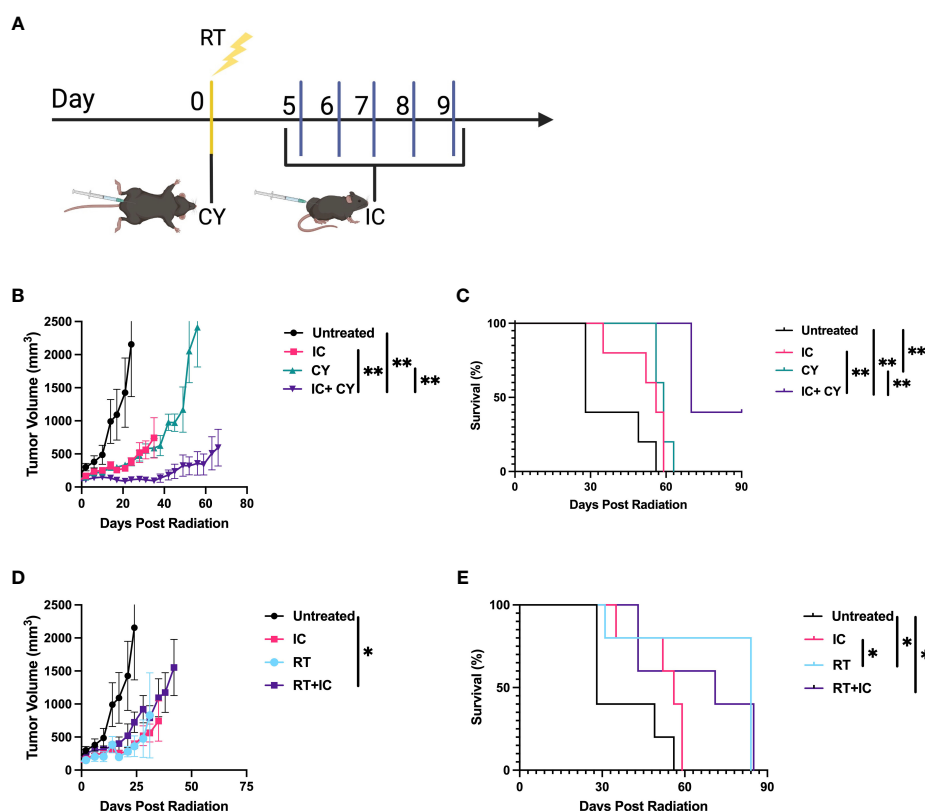 A
RT
Day 0 5 6 7 8 9
CY IC
B
Tumor Volume (mm³)
2500
2000
1500
1000
500
0
0 20 40 60 80
Days Post Radiation
Untreated
IC
CY
IC+ CY
** ** **
C
Survival (%)
100
50
0
0 30 60 90
Days Post Radiation
Untreated
IC
CY
IC+ CY
** ** ** **
D
Tumor Volume (mm³)
2500
2000
1500
1000
500
0
0 25 50 75
Days Post Radiation
Untreated
IC
RT
RT+IC
*
E
Survival (%)
100
50
0
0 30 60 90
Days Post Radiation
Untreated
IC
RT
RT+IC
* * *